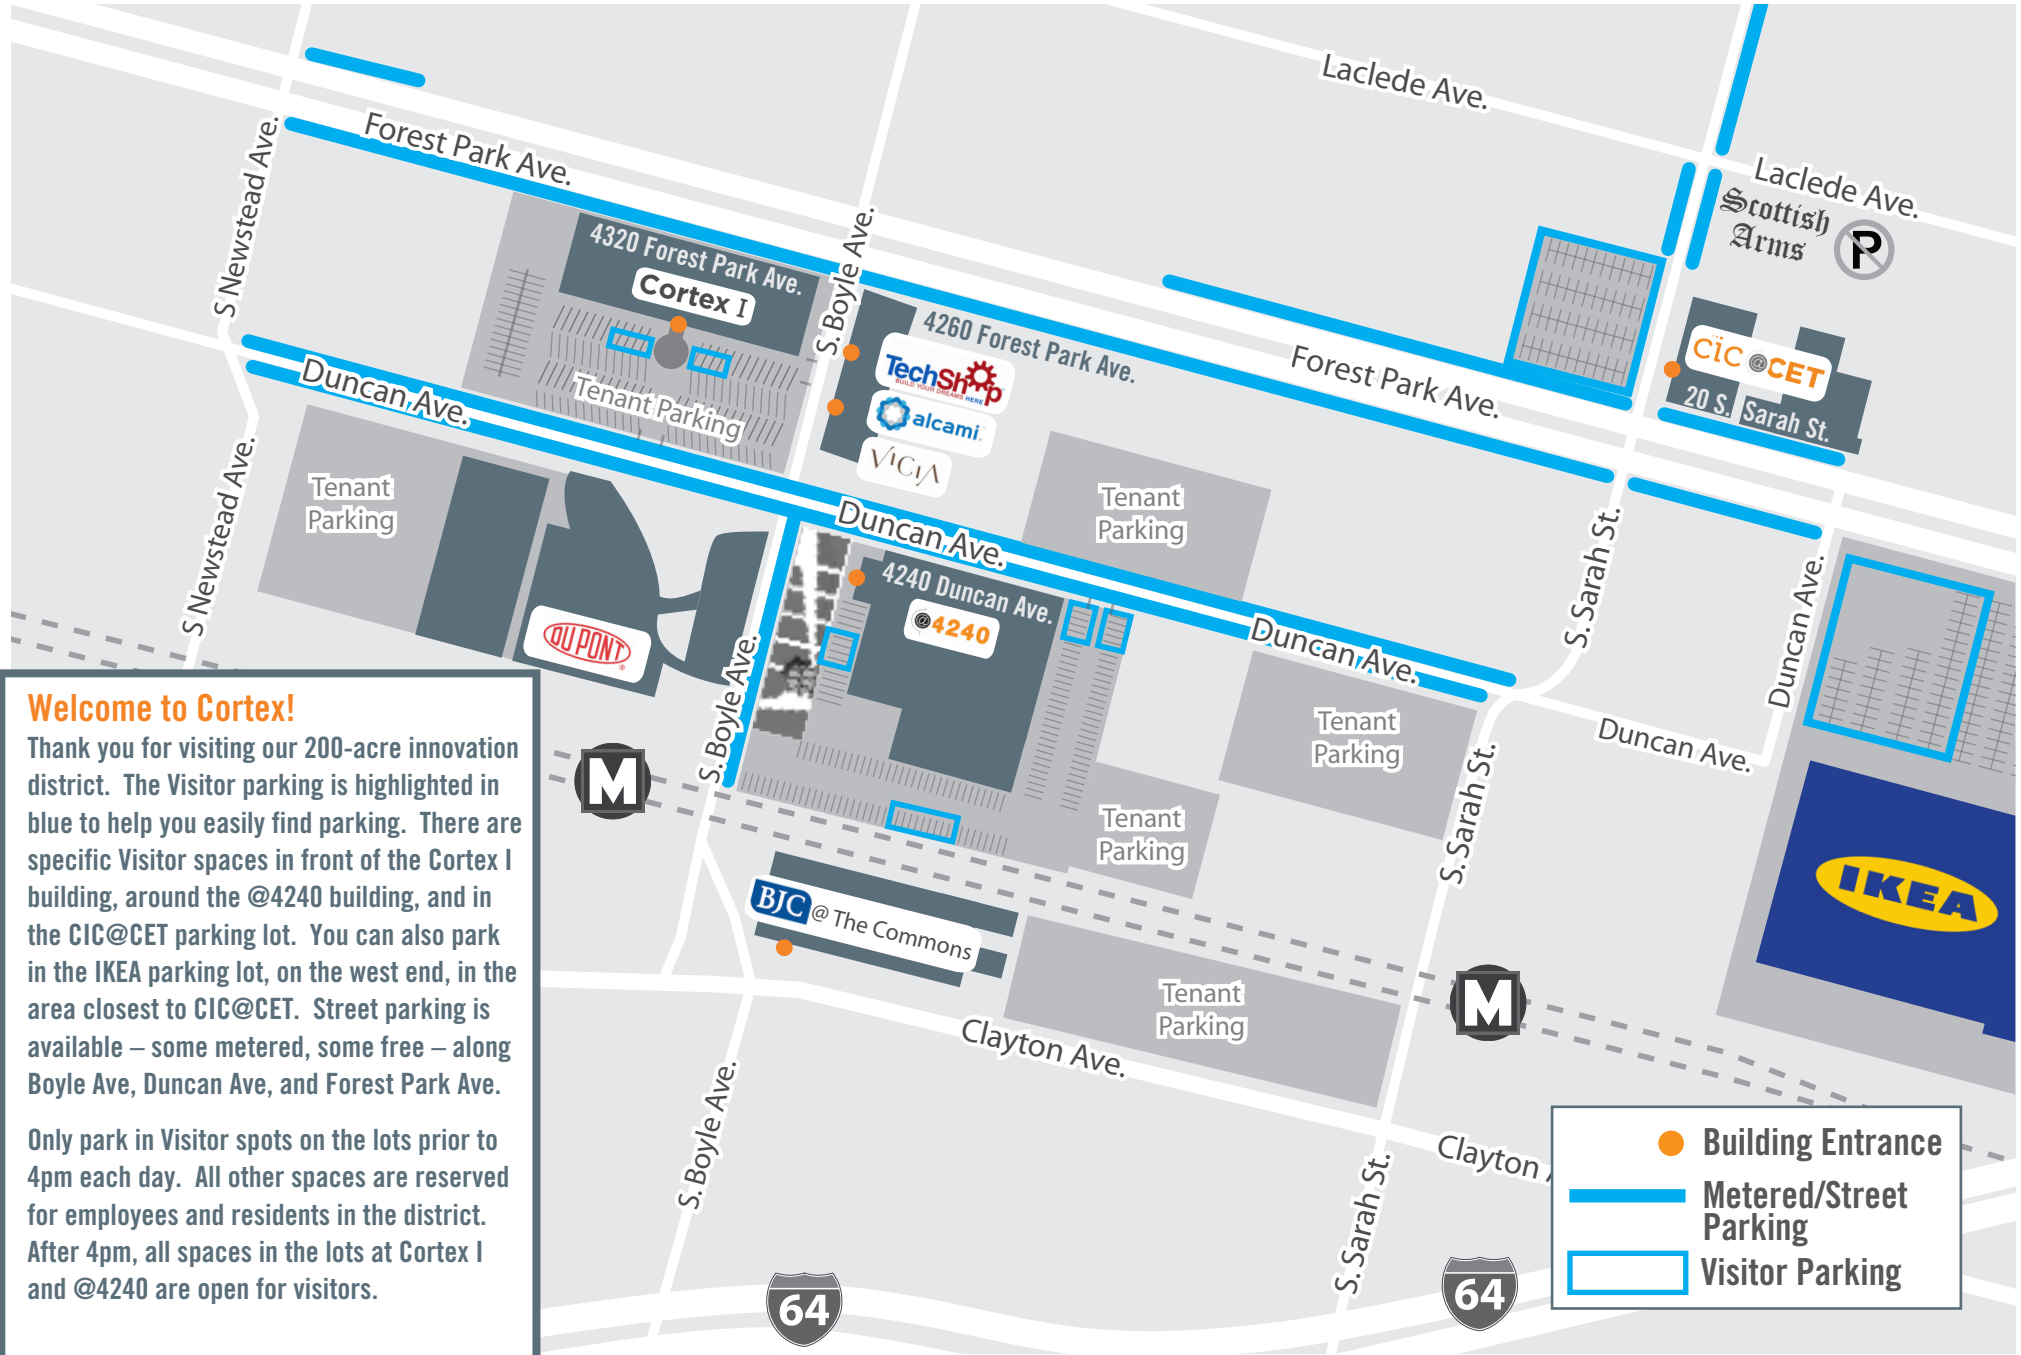 Laclede Ave.
Laclede Ave.
Scottish
Arms
P
S Newstead Ave.
Forest Park Ave.
S. Boyle Ave.
4320 Forest Park Ave.
Cortex I
Tenant Parking
4260 Forest Park Ave.
TechShop
BUILD YOUR DREAMS HERE
alcami
VICIA
Forest Park Ave.
CIC @CET
20 S. Sarah St.
Duncan Ave.
S Newstead Ave.
Tenant
Parking
DUPONT
Duncan Ave.
4240 Duncan Ave.
@4240
Tenant
Parking
S. Sarah St.
Duncan Ave.
Duncan Ave.
Duncan Ave.
S. Boyle Ave.
M
Tenant
Parking
Tenant
Parking
S. Sarah St.
IKEA
BJC @ The Commons
Tenant
Parking
M
Clayton Ave.
S. Boyle Ave.
Clayton A
S. Sarah St.
64
64
Welcome to Cortex!
Thank you for visiting our 200-acre innovation
district. The Visitor parking is highlighted in
blue to help you easily find parking. There are
specific Visitor spaces in front of the Cortex I
building, around the @4240 building, and in
the CIC@CET parking lot. You can also park
in the IKEA parking lot, on the west end, in the
area closest to CIC@CET. Street parking is
available – some metered, some free – along
Boyle Ave, Duncan Ave, and Forest Park Ave.
Only park in Visitor spots on the lots prior to
4pm each day. All other spaces are reserved
for employees and residents in the district.
After 4pm, all spaces in the lots at Cortex I
and @4240 are open for visitors.
Building Entrance
Metered/Street
Parking
Visitor Parking